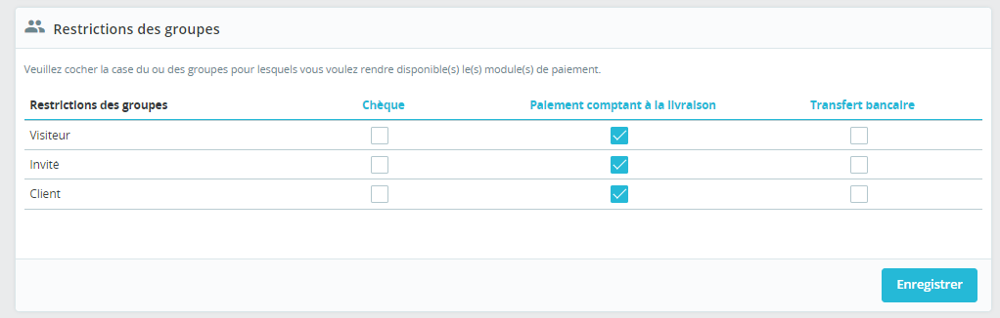 Restrictions des groupes
Veuillez cocher la case du ou des groupes pour lesquels vous voulez rendre disponible(s) le(s) module(s) de paiement.
Restrictions des groupes Chèque Paiement comptant à la livraison Transfert bancaire
Visiteur
Invité
Client
Enregistrer